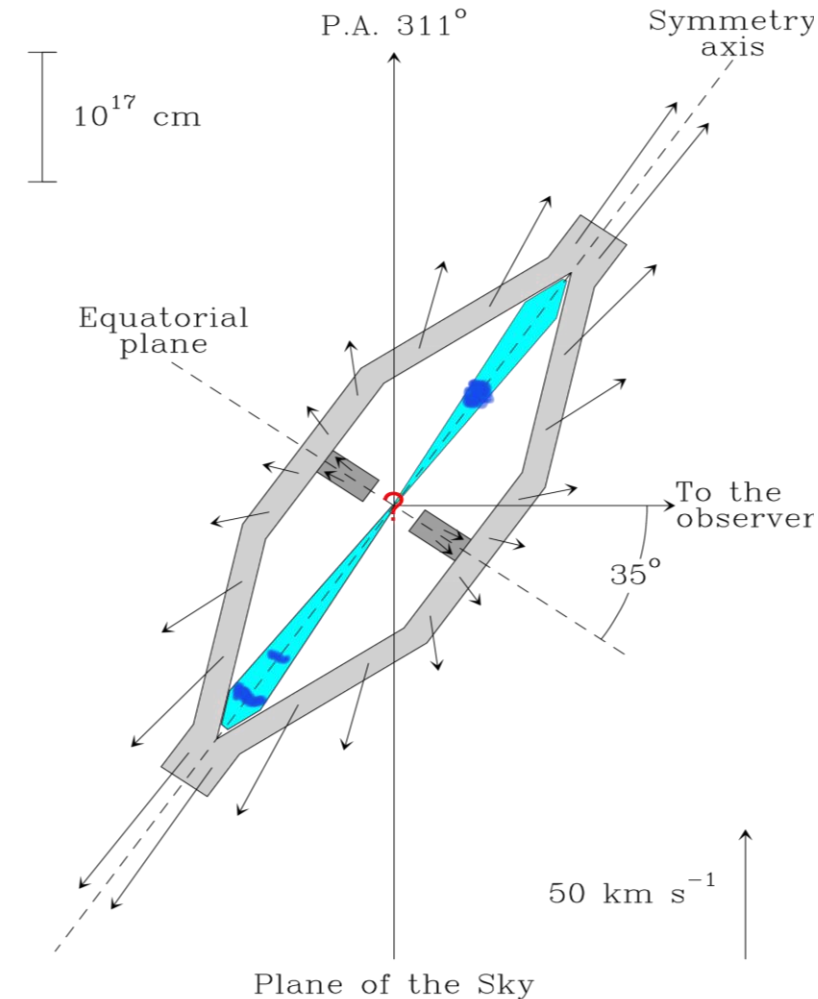 P.A. 311°
Symmetry
axis
10¹⁷ cm
Equatorial
plane
?
To the
observer
35°
50 km s⁻¹
Plane of the Sky